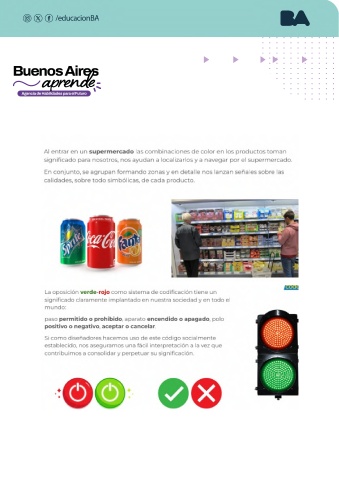 /educacionBA
BA
Buenos Aires
aprende
Agencia de Habilidades para el Futuro
Al entrar en un supermercado las combinaciones de color en los productos toman
significado para nosotros, nos ayudan a localizarlos y a navegar por el supermercado.
En conjunto, se agrupan formando zonas y en detalle nos lanzan señales sobre las
calidades, sobre todo simbólicas, de cada producto.
Sprite
Coca-Cola
Fanta
La oposición verde-rojo como sistema de codificación tiene un
significado claramente implantado en nuestra sociedad y en todo el
mundo:
paso permitido o prohibido, aparato encendido o apagado, polo
positivo o negativo, aceptar o cancelar.
Si como diseñadores hacemos uso de este código socialmente
establecido, nos aseguramos una fácil interpretación a la vez que
contribuimos a consolidar y perpetuar su significación.